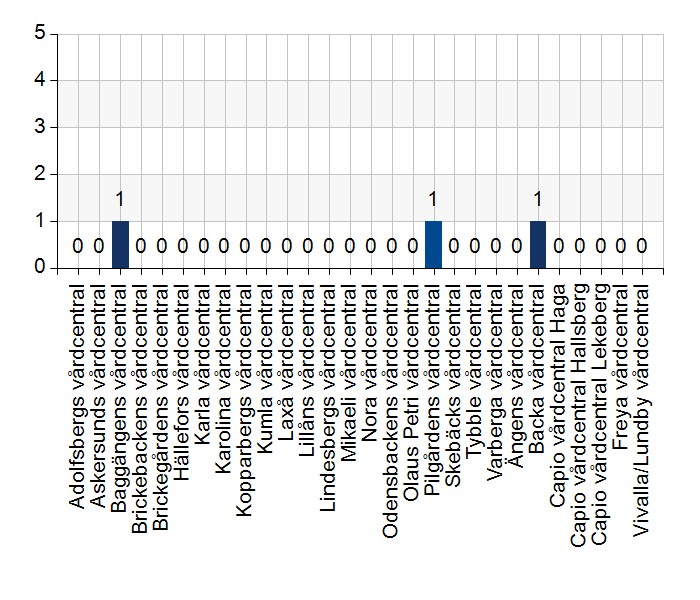 5
4
3
2
1
0
0 0 1 0 0 0 0 0 0 0 0 0 0 0 0 0 0 1 0 0 0 0 1 0 0 0 0 0
Adolfsbergs vårdcentral
Askersunds vårdcentral
Baggängens vårdcentral
Brickebackens vårdcentral
Brickegårdens vårdcentral
Hällefors vårdcentral
Karla vårdcentral
Karolina vårdcentral
Kopparbergs vårdcentral
Kumla vårdcentral
Laxå vårdcentral
Lillåns vårdcentral
Lindesbergs vårdcentral
Mikaeli vårdcentral
Nora vårdcentral
Odensbackens vårdcentral
Olaus Petri vårdcentral
Pilgårdens vårdcentral
Skebäcks vårdcentral
Tybble vårdcentral
Varberga vårdcentral
Ängens vårdcentral
Backa vårdcentral
Capio vårdcentral Haga
Capio vårdcentral Hallsberg
Capio vårdcentral Lekeberg
Freya vårdcentral
Vivalla/Lundby vårdcentral